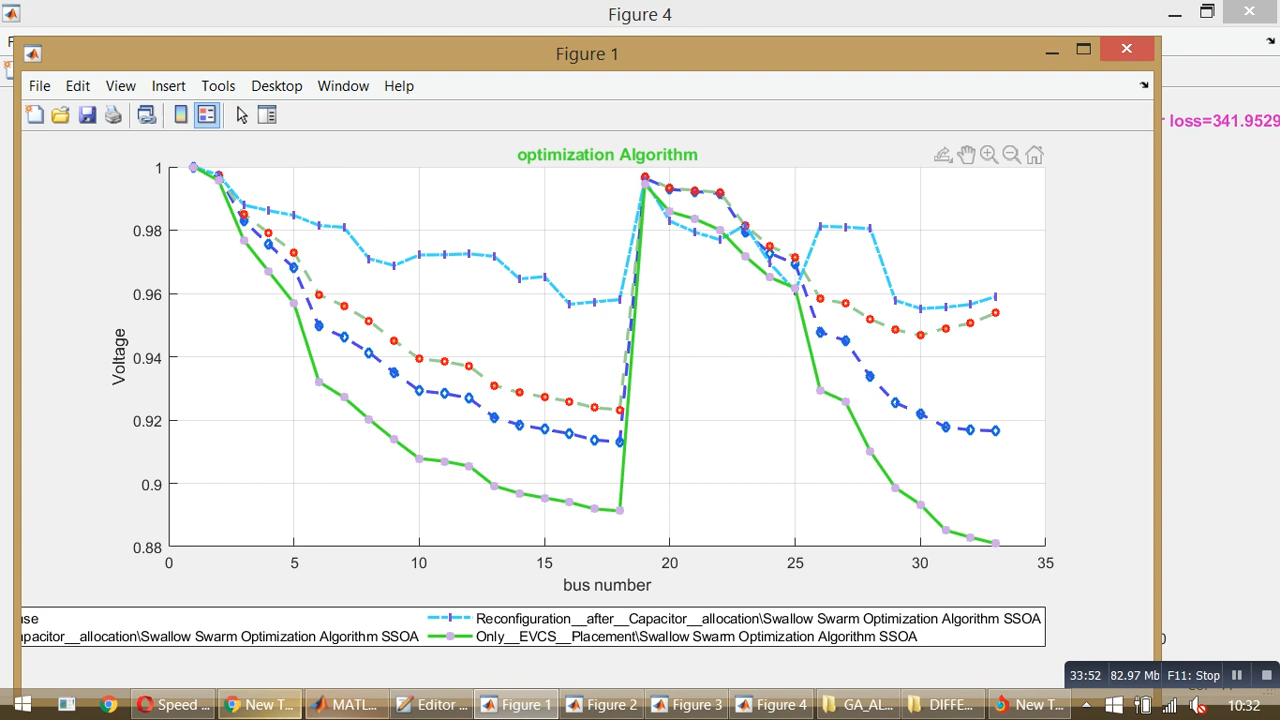 Figure 4
Figure 1
File Edit View Insert Tools Desktop Window Help
loss=341.9529
optimization Algorithm
1
0.98
0.96
0.94
0.92
0.9
0.88
Voltage
0 5 10 15 20 25 30 35
bus number
se Reconfiguration__after__Capacitor__allocation\Swallow Swarm Optimization Algorithm SSOA
apacitor__allocation\Swallow Swarm Optimization Algorithm SSOA Only__EVCS__Placement\Swallow Swarm Optimization Algorithm SSOA
33:52 82.97 Mb F11: Stop
Speed ... New T... MATL... Editor ... Figure 1 Figure 2 Figure 3 Figure 4 GA_AL... DIFFE... New T... 10:32